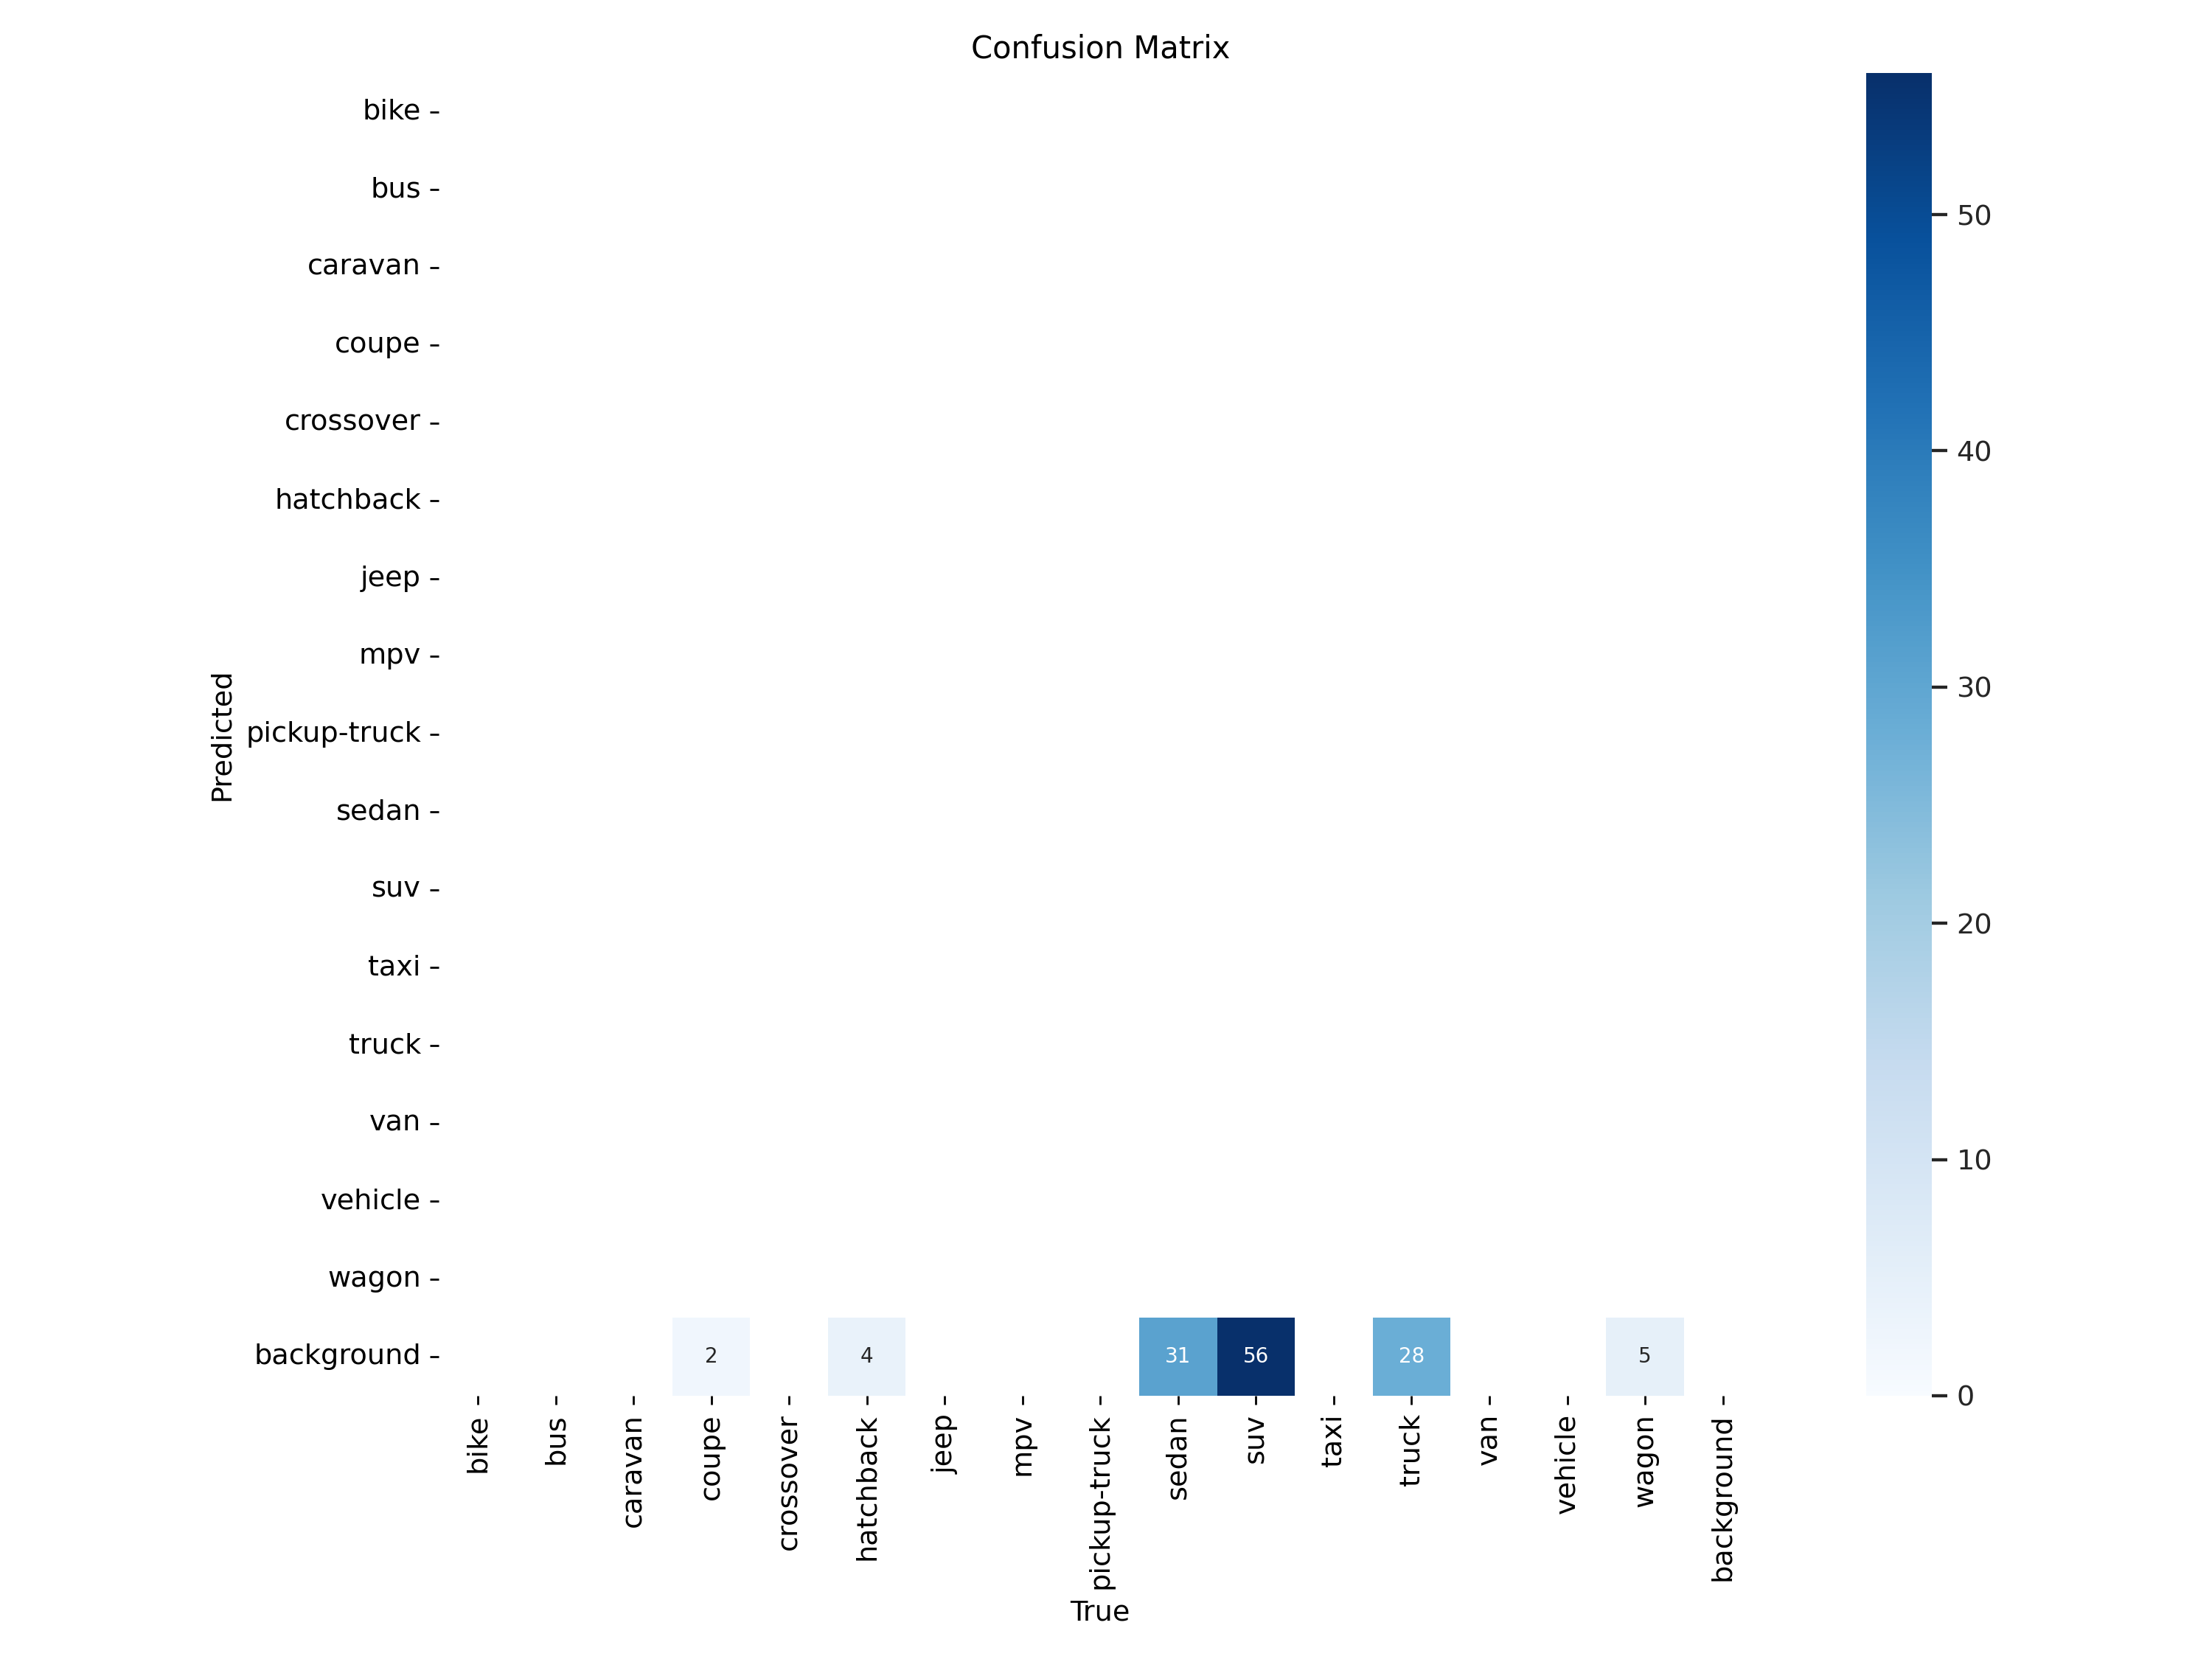 Confusion Matrix
bike
bus
caravan
coupe
crossover
hatchback
jeep
mpv
pickup-truck
sedan
suv
taxi
truck
van
vehicle
wagon
background
Predicted
2 4 31 56 28 5
bike bus caravan coupe crossover hatchback jeep mpv pickup-truck sedan suv taxi truck van vehicle wagon background
True
50
40
30
20
10
0